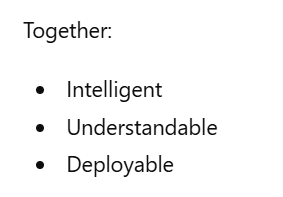 Together:
• Intelligent
• Understandable
• Deployable